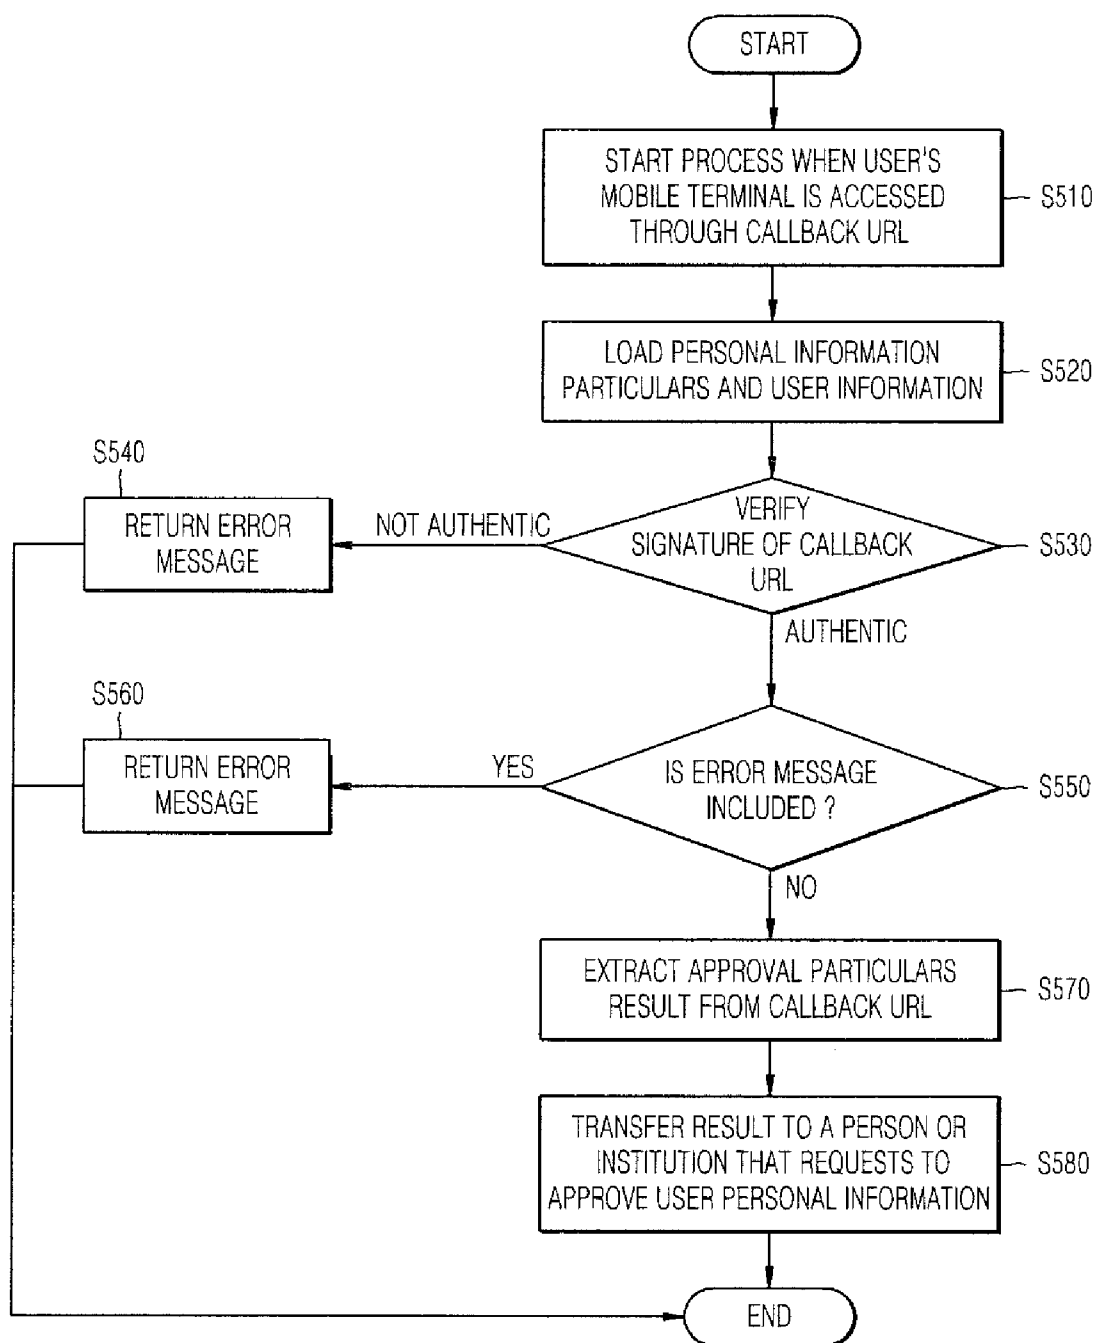 START
START PROCESS WHEN USER'S
MOBILE TERMINAL IS ACCESSED
THROUGH CALLBACK URL
S510
LOAD PERSONAL INFORMATION
PARTICULARS AND USER INFORMATION
S520
S540
RETURN ERROR
MESSAGE
NOT AUTHENTIC
VERIFY
SIGNATURE OF CALLBACK
URL
S530
AUTHENTIC
S560
RETURN ERROR
MESSAGE
YES
IS ERROR MESSAGE
INCLUDED ?
S550
NO
EXTRACT APPROVAL PARTICULARS
RESULT FROM CALLBACK URL
S570
TRANSFER RESULT TO A PERSON OR
INSTITUTION THAT REQUESTS TO
APPROVE USER PERSONAL INFORMATION
S580
END